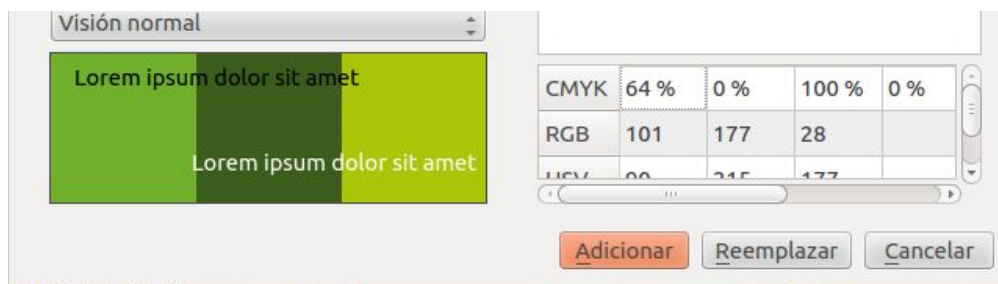 Visión normal
Lorem ipsum dolor sit amet
Lorem ipsum dolor sit amet
CMYK 64 % 0 % 100 % 0 %
RGB 101 177 28
Adicionar Reemplazar Cancelar